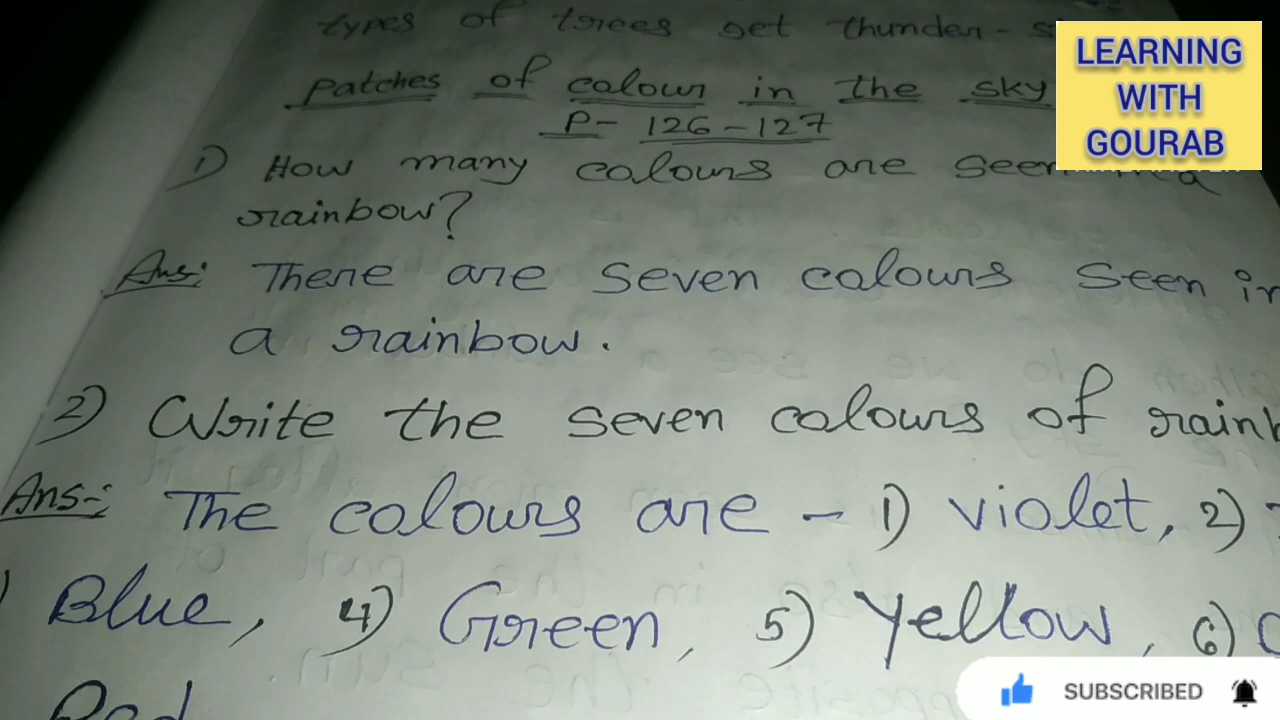 types of trees get thunder-
patches of colour in the sky
P- 126-127
1) How many colours are seen
rainbow?
Ans: There are seven colours seen in
a rainbow.
2) Write the seven colours of
Ans-: The colours are - 1) violet, 2)
Blue, 4) Green, 5) Yellow, 6)
Red
LEARNING
WITH
GOURAB
SUBSCRIBED